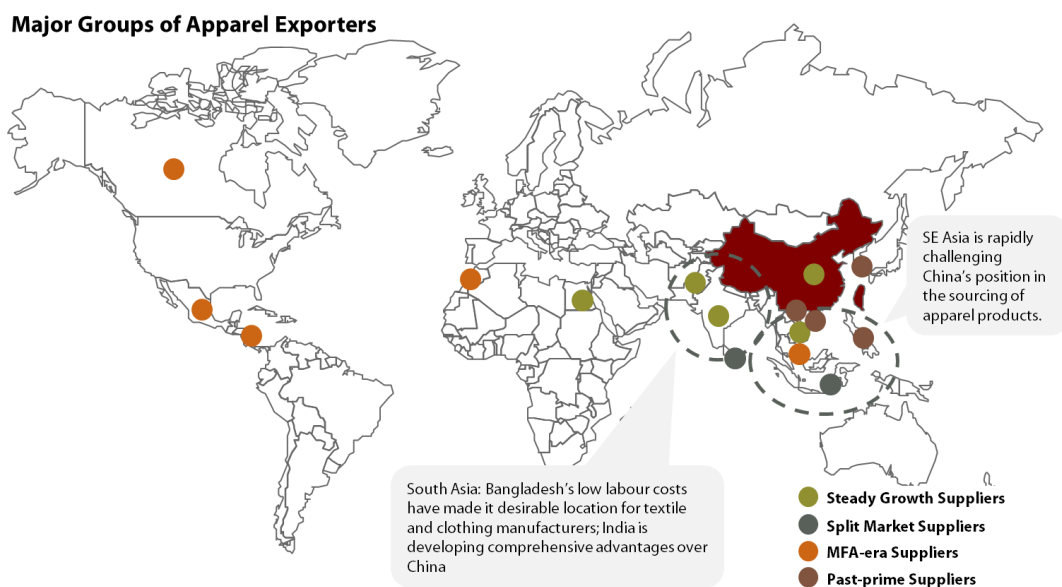 Major Groups of Apparel Exporters
SE Asia is rapidly
challenging
China's position in
the sourcing of
apparel products.
South Asia: Bangladesh's low labour costs
have made it desirable location for textile
and clothing manufacturers; India is
developing comprehensive advantages over
China
Steady Growth Suppliers
Split Market Suppliers
MFA-era Suppliers
Past-prime Suppliers